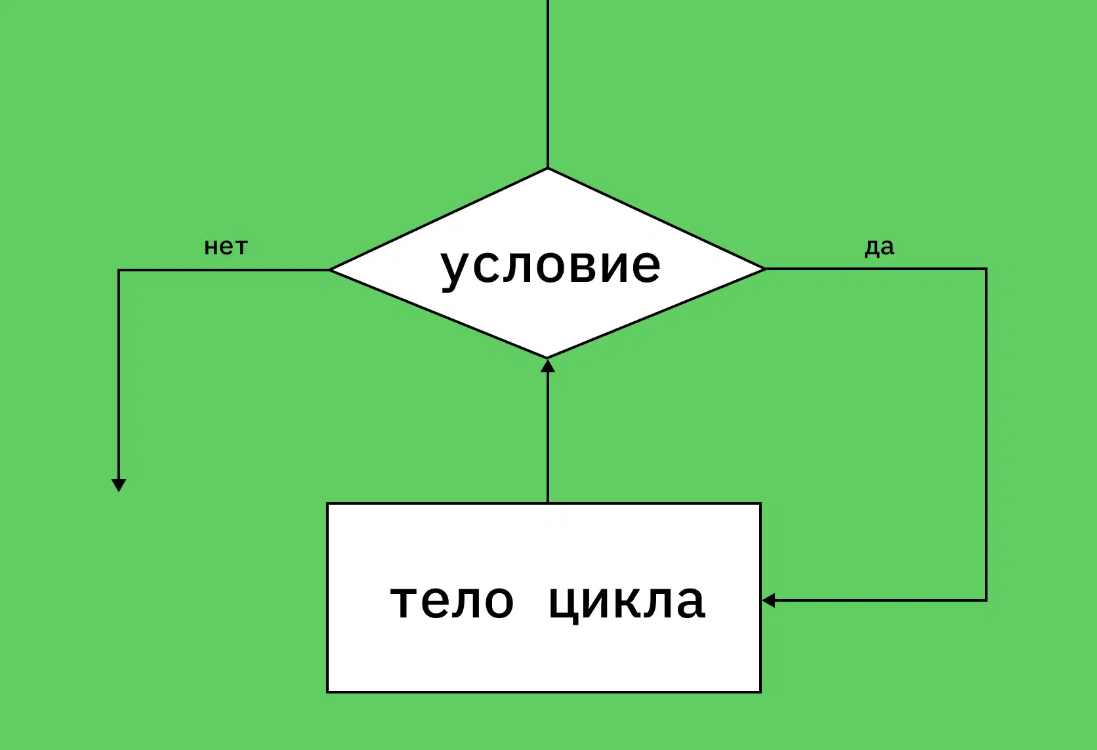 нет
да
условие
тело цикла